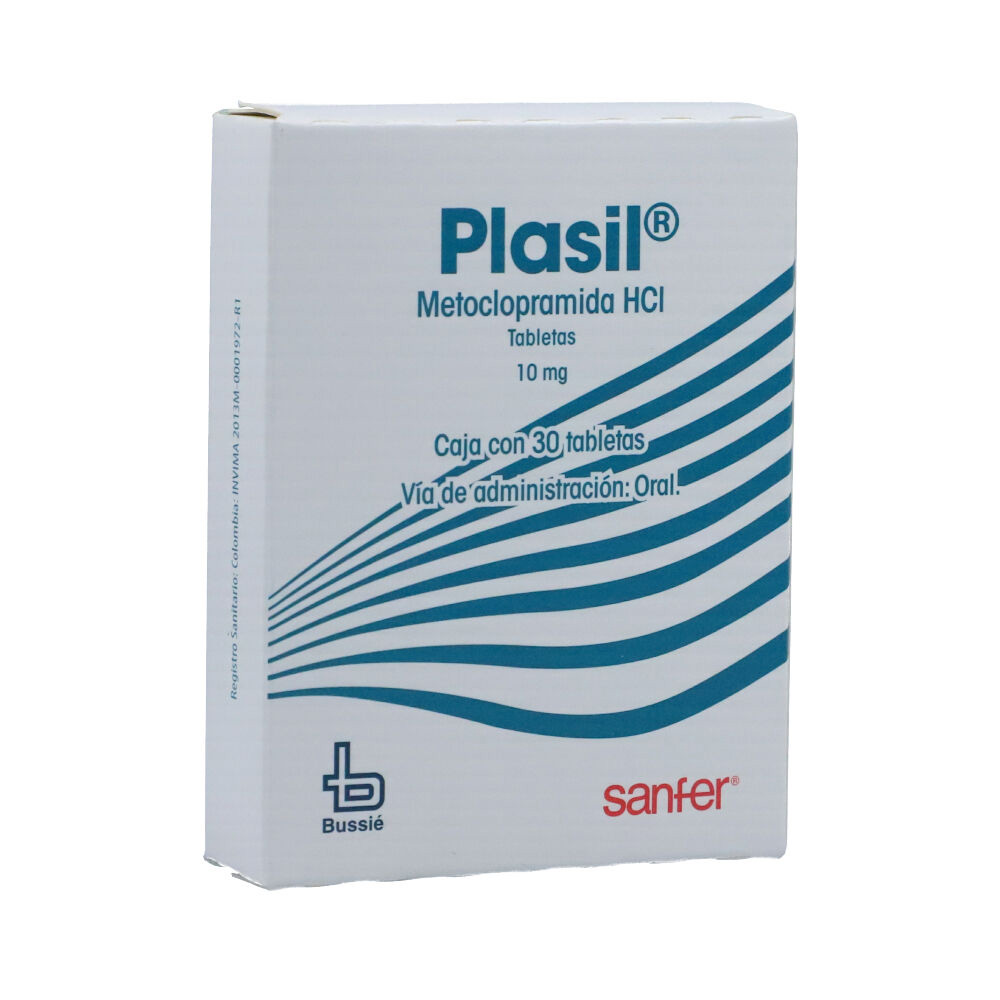 Plasil®
Metoclopramida HCl
Tabletas
10 mg
Caja con 30 tabletas
Vía de administración: Oral.
Bussié
sanfer®
Registro Sanitario: Colombia: INVIMA 2013M-0001972-R1